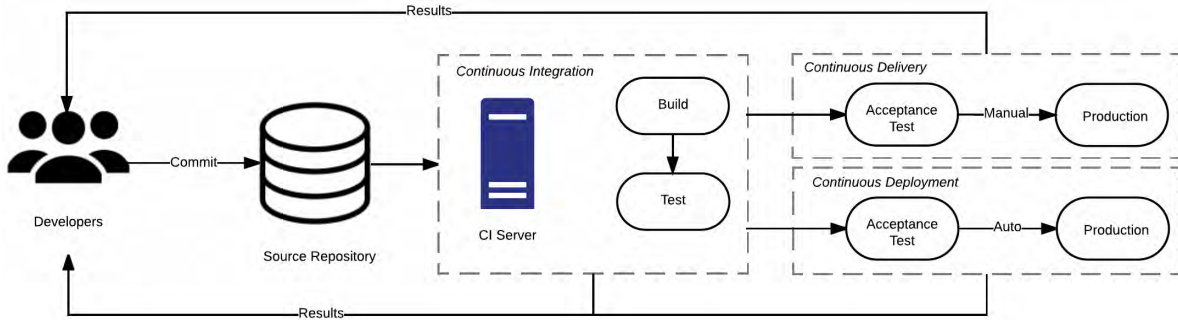 Results
Continuous Integration
Continuous Delivery
Build
Acceptance
Test
Manual
Production
Commit
Continuous Deployment
Test
Developers
CI Server
Acceptance
Test
Auto
Production
Source Repository
Results